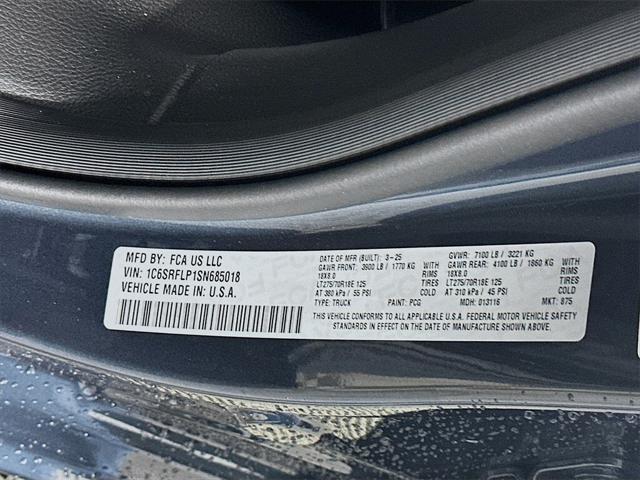 MFD BY: FCA US LLC
VIN: 1C6SRFLP1SN685018
VEHICLE MADE IN: U.S.A.
DATE OF MFR (BUILT): 3-25 GVWR: 7100 LB / 3221 KG
GAWR FRONT: 3900 LB / 1770 KG GAWR REAR: 4100 LB / 1860 KG
18X8.0 TIRES 18X8.0 TIRES
LT275/70R18E 125 LT275/70R18E 125
AT 380 kPa / 55 PSI COLD AT 310 kPa / 45 PSI COLD
TYPE: TRUCK PAINT: PCG MDH: 013116 MKT: 875
THIS VEHICLE CONFORMS TO ALL APPLICABLE U.S.A. FEDERAL MOTOR VEHICLE SAFETY
STANDARDS IN EFFECT ON THE DATE OF MANUFACTURE SHOWN ABOVE.